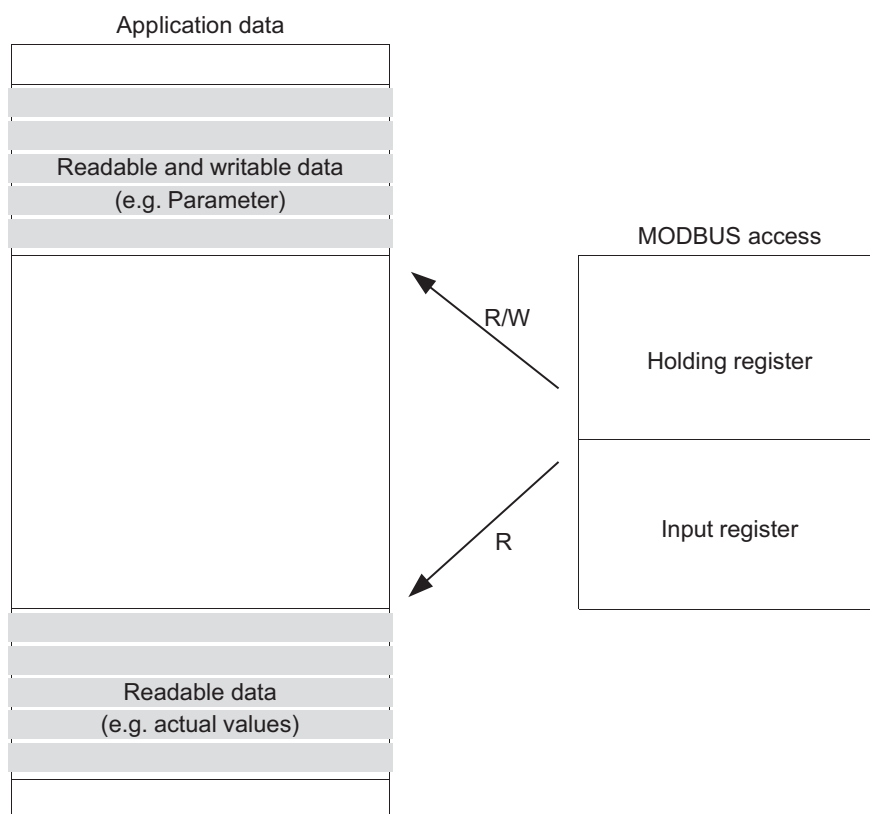 Application data
Readable and writable data
(e.g. Parameter)
MODBUS access
R/W
Holding register
Input register
R
Readable data
(e.g. actual values)